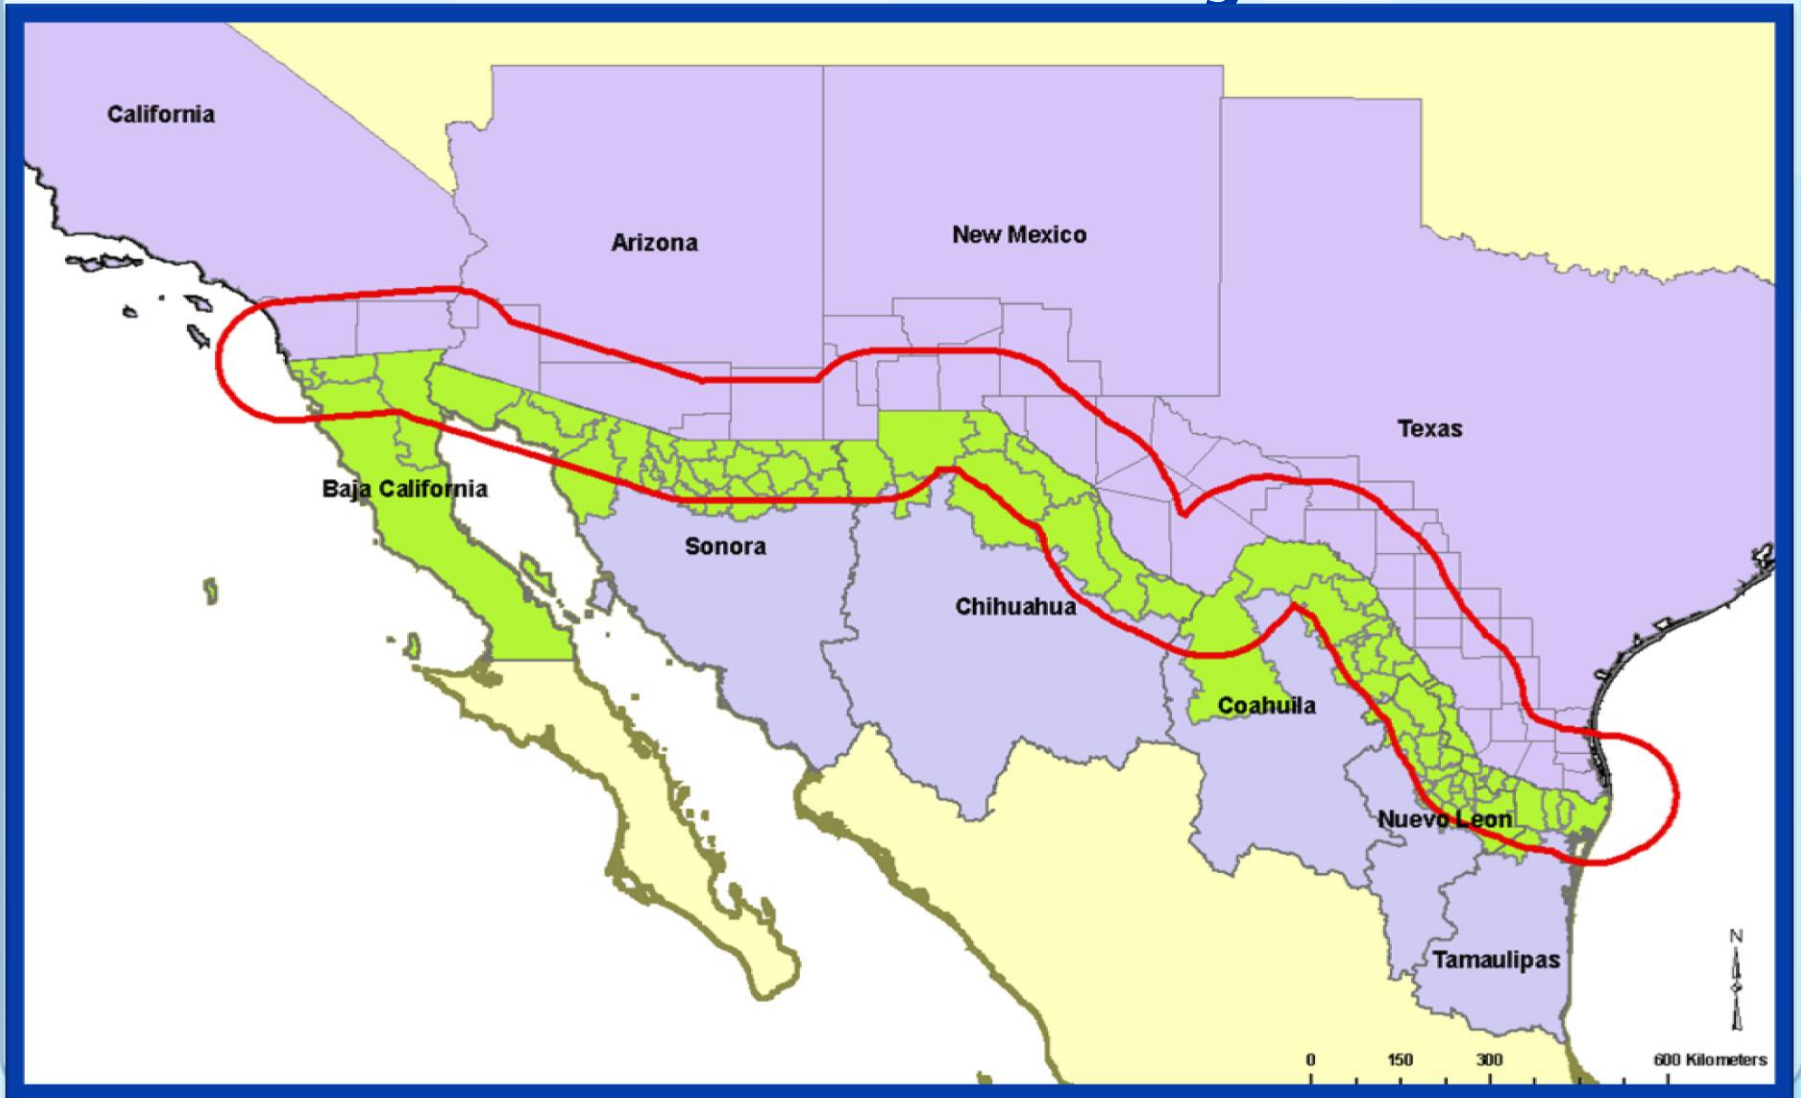 California
Arizona
New Mexico
Texas
Baja California
Sonora
Chihuahua
Coahuila
Nuevo Leon
Tamaulipas
N
0 150 300 600 Kilometers